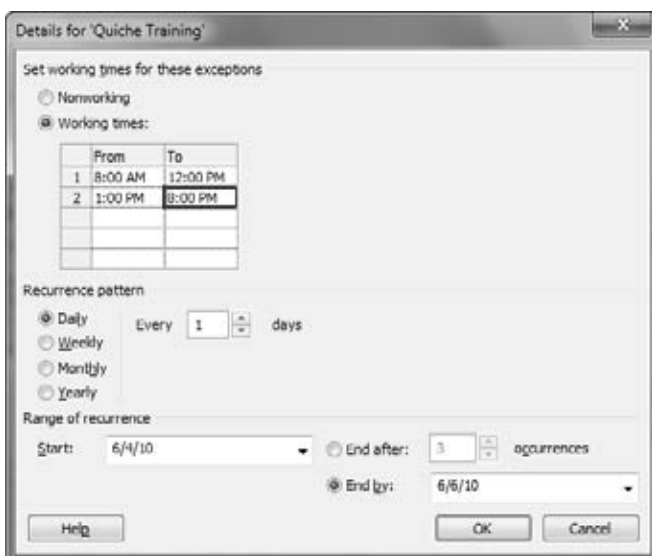 Details for 'Quiche Training'
x
Set working times for these exceptions
Nonworking
Working times:
From To
1 8:00 AM 12:00 PM
2 1:00 PM 8:00 PM
Recurrence pattern
Daily Every 1 days
Weekly
Monthly
Yearly
Range of recurrence
Start: 6/4/10 End after: 3 occurrences
End by: 6/6/10
Help OK Cancel